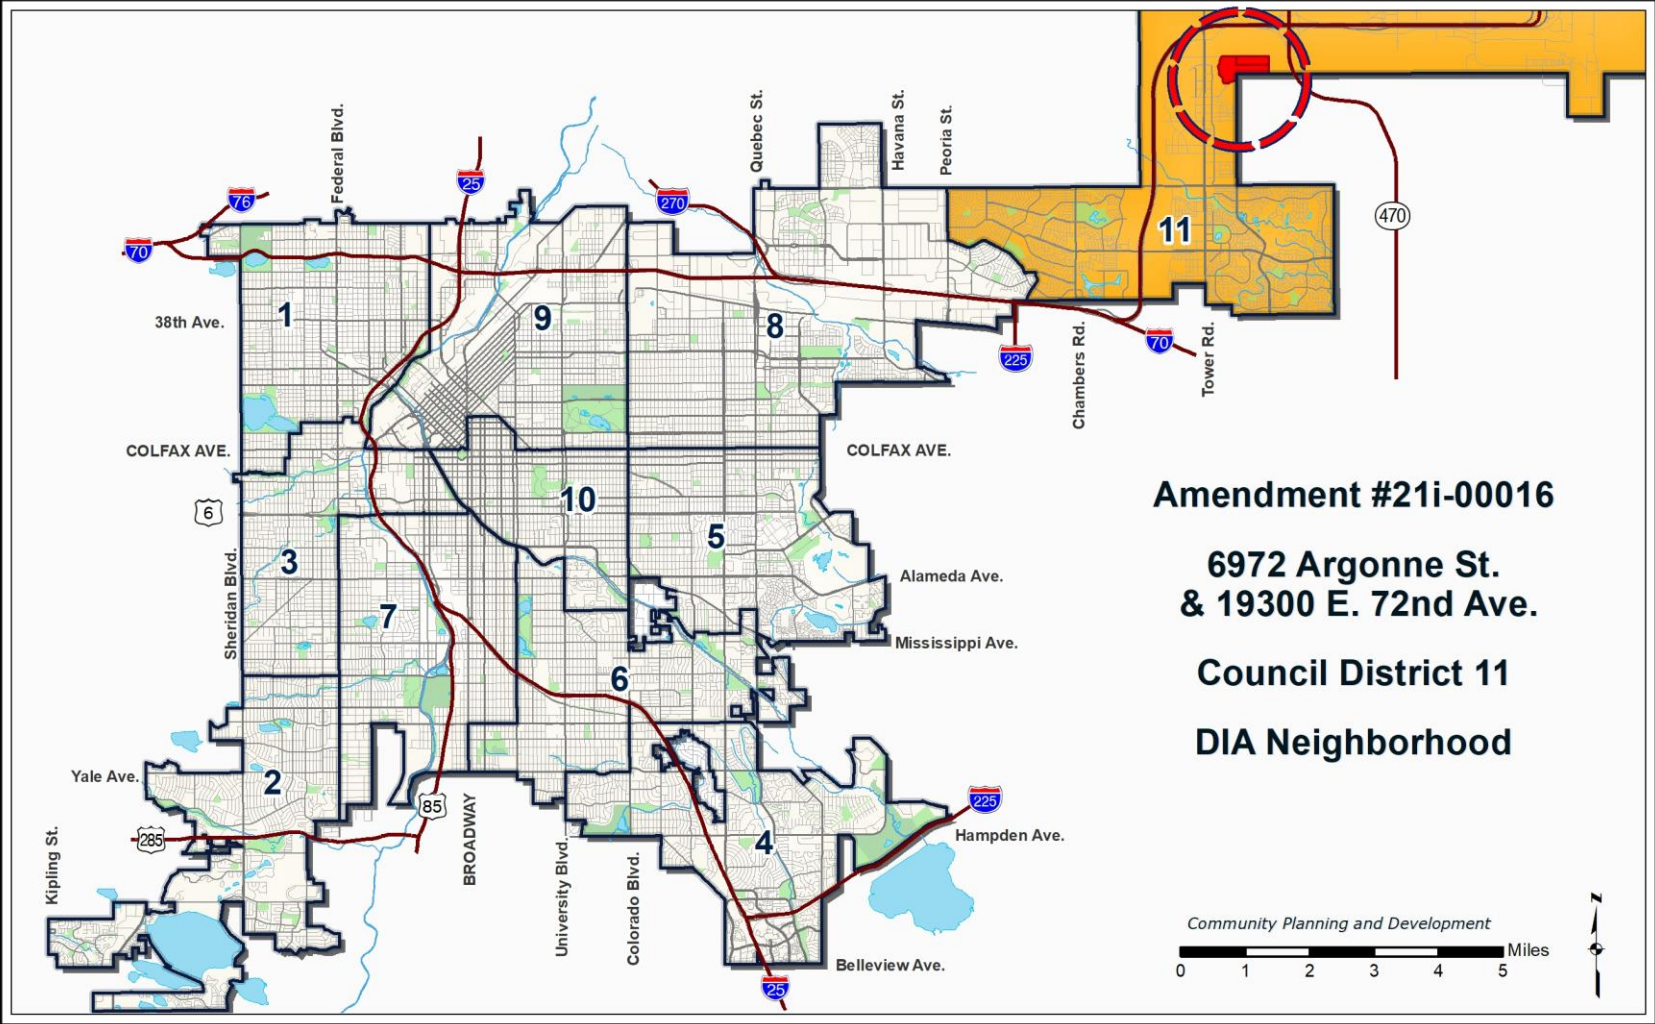 Federal Blvd.
Quebec St.
Havana St.
Peoria St.
76
25
270
70
470
11
38th Ave.
1
9
8
225
70
Chambers Rd.
Tower Rd.
COLFAX AVE.
COLFAX AVE.
6
10
5
3
Sheridan Blvd.
Alameda Ave.
7
Mississippi Ave.
6
Amendment #21i-00016
6972 Argonne St.
& 19300 E. 72nd Ave.
Council District 11
DIA Neighborhood
Yale Ave.
2
85
BROADWAY
285
Kipling St.
University Blvd.
Colorado Blvd.
4
225
Hampden Ave.
Belleview Ave.
25
Community Planning and Development
Miles
0 1 2 3 4 5
N